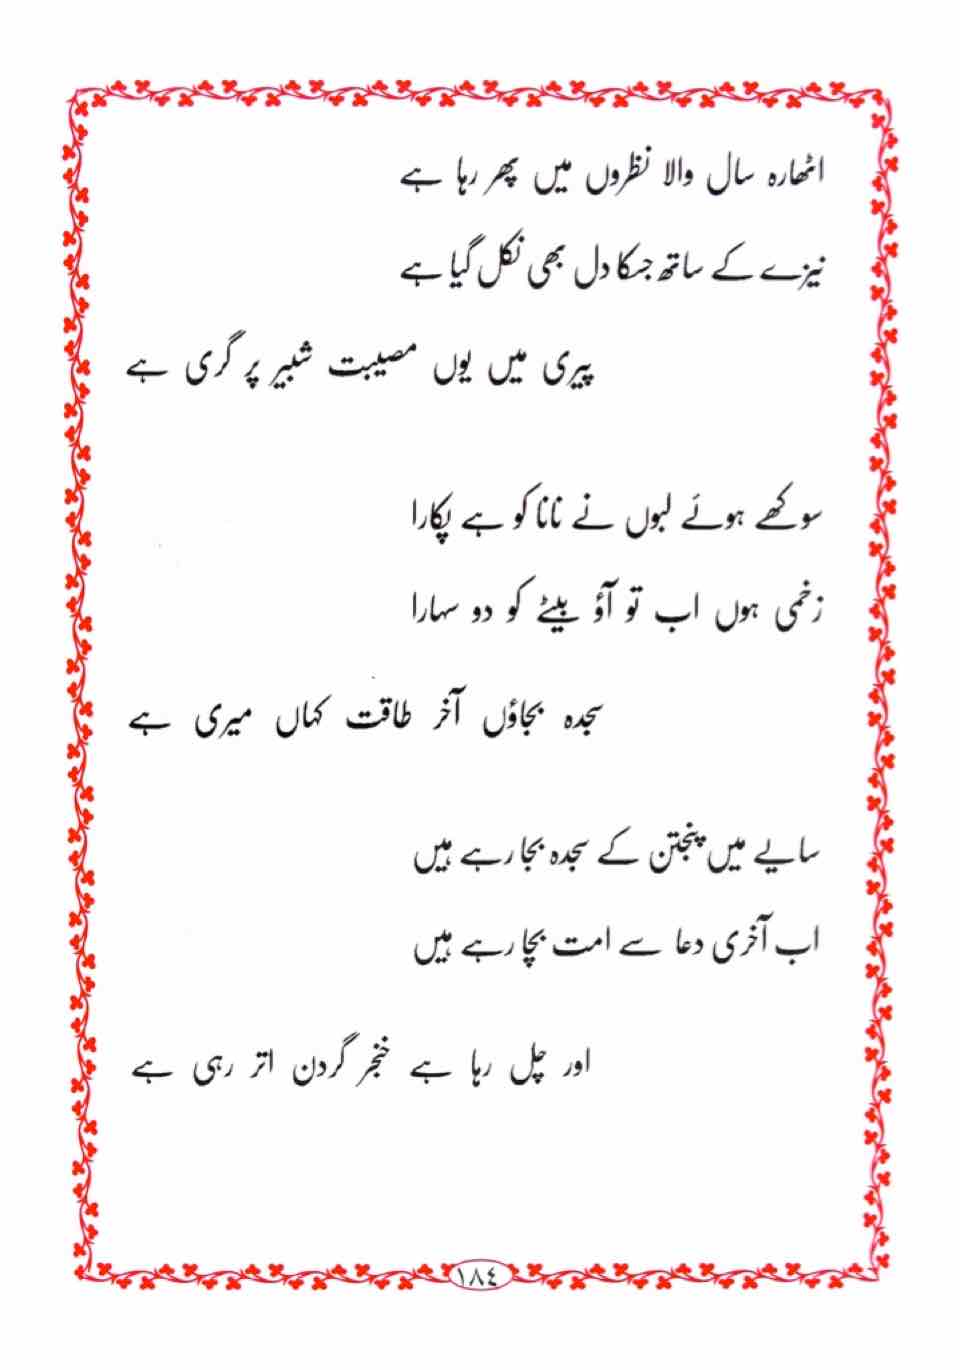 اٹھارہ سال والا نظروں میں پھر رہا ہے
نیزے کے ساتھ جسکا دل بھی نکل گیا ہے
پیری میں یوں مصیبت شبیر پر گری ہے
سوکھے ہوئے لبوں نے نانا کو ہے پکارا
زخمی ہوں اب تو آؤ بیٹے کو دو سہارا
سجدہ بجاؤں آخر طاقت کہاں میری ہے
سایے میں پنجتن کے سجدہ بجا رہے ہیں
اب آخری دعا سے امت بچا رہے ہیں
اور چل رہا ہے خنجر گردن اتر رہی ہے
١٨٤